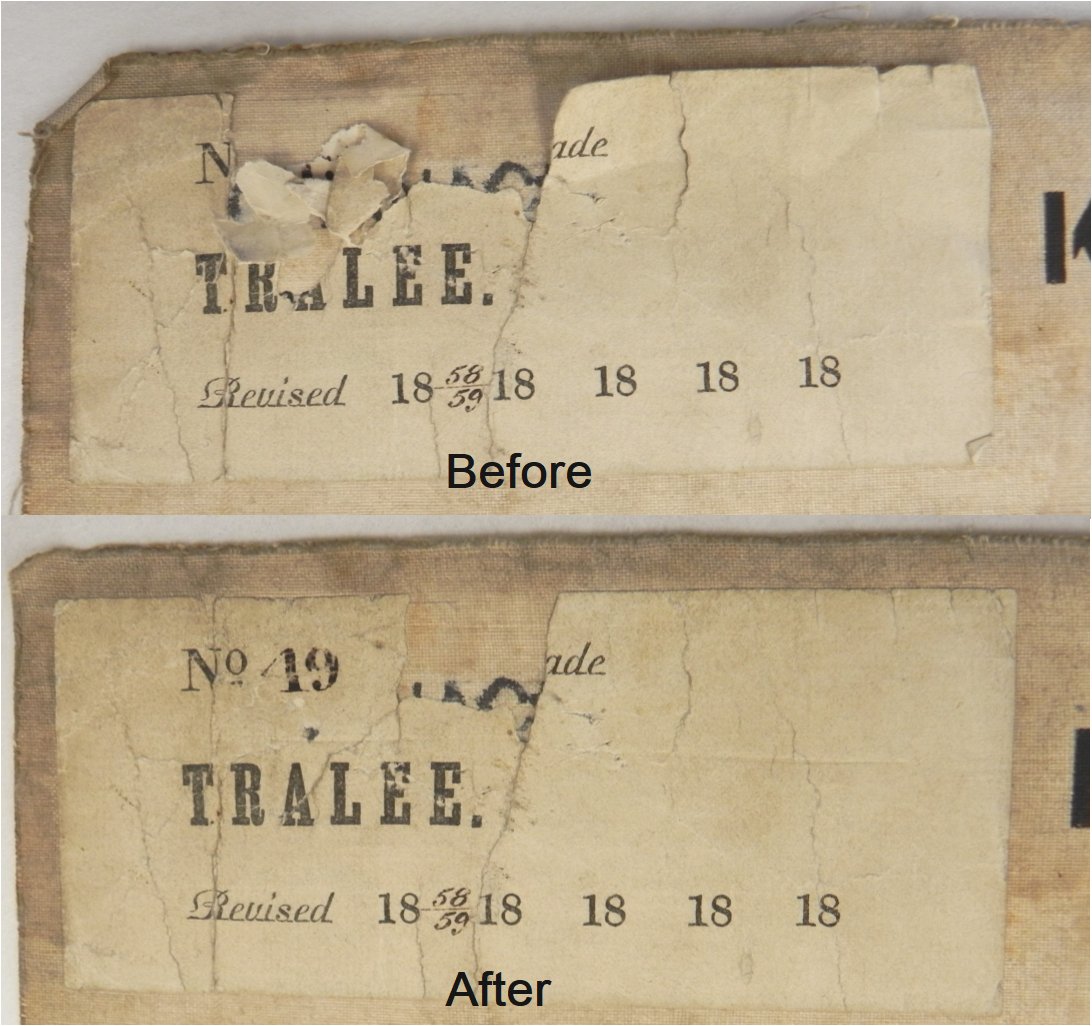 ade
TRALEE.
Revised 18 58/59 18 18 18 18
Before
No 19 ade
TRALEE.
Revised 18 58/59 18 18 18 18
After